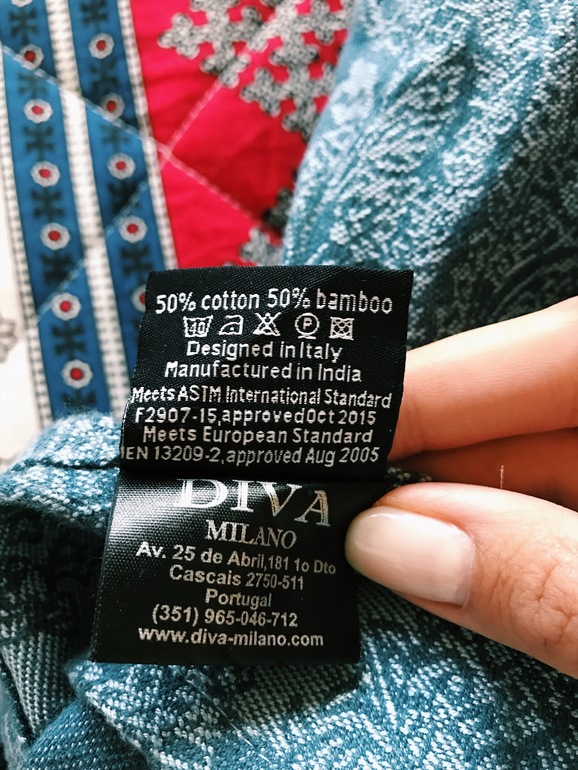 50% cotton 50% bamboo
40 P
Designed in Italy
Manufactured in India
Meets ASTM International Standard
F2907-15,approved Oct 2015
Meets European Standard
EN 13209-2,approved Aug 2005
DIVA
MILANO
Av. 25 de Abril,181 1o Dto
Cascais 2750-511
Portugal
(351) 965-046-712
www.diva-milano.com